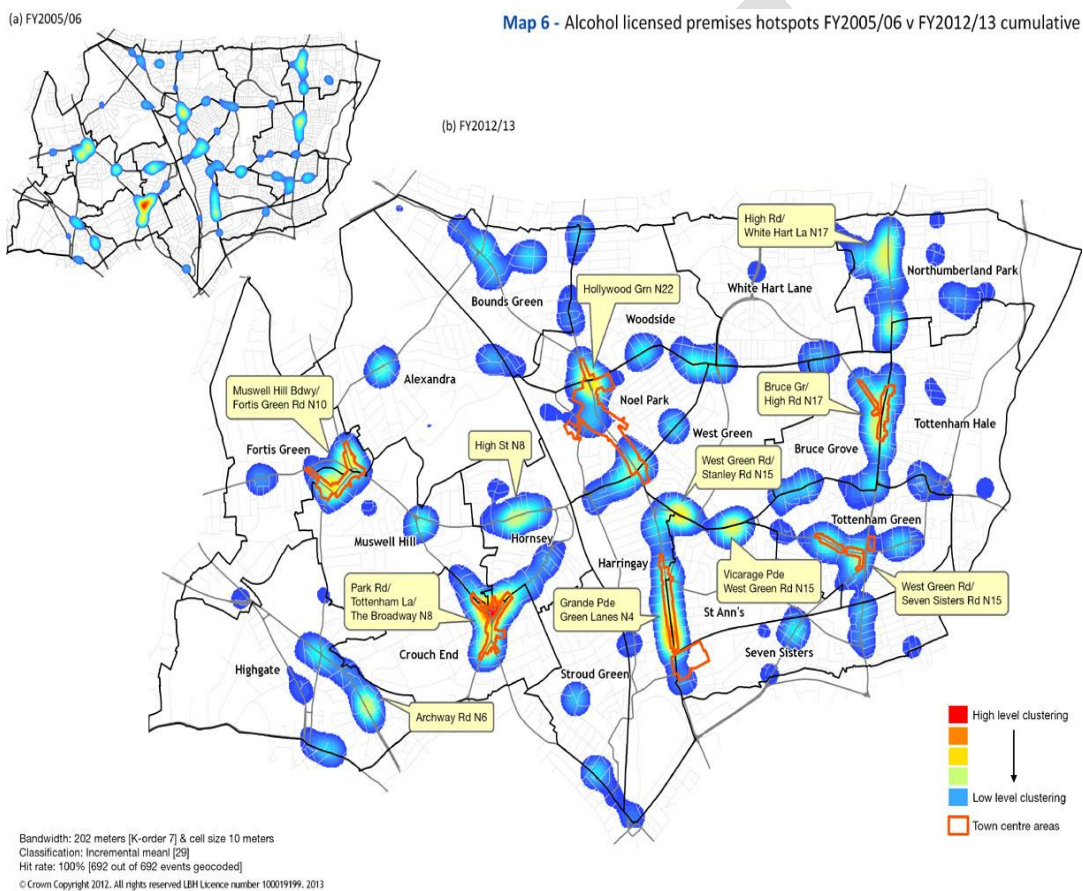 (a) FY2005/06
Map 6 - Alcohol licensed premises hotspots FY2005/06 v FY2012/13 cumulative
(b) FY2012/13
High Rd/
White Hart La N17
Northumberland Park
White Hart Lane
Bounds Green
Hollywood Grn N22
Woodside
Alexandra
Muswell Hill Bdwy/
Fortis Green Rd N10
Noel Park
Bruce Gr/
High Rd N17
Tottenham Hale
West Green
Bruce Grove
Fortis Green
High St N8
West Green Rd/
Stanley Rd N15
Muswell Hill
Hornsey
Tottenham Green
Harringay
Park Rd/
Tottenham La/
The Broadway N8
Grande Pde
Green Lanes N4
Vicarage Pde
West Green Rd N15
West Green Rd/
Seven Sisters Rd N15
St Ann's
Crouch End
Seven Sisters
Highgate
Stroud Green
Archway Rd N6
High level clustering
Low level clustering
Town centre areas
Bandwidth: 202 meters [K-order 7] & cell size 10 meters
Classification: Incremental meanl [29]
Hit rate: 100% [692 out of 692 events geocoded]
© Crown Copyright 2012. All rights reserved LBH Licence number 100019199. 2013